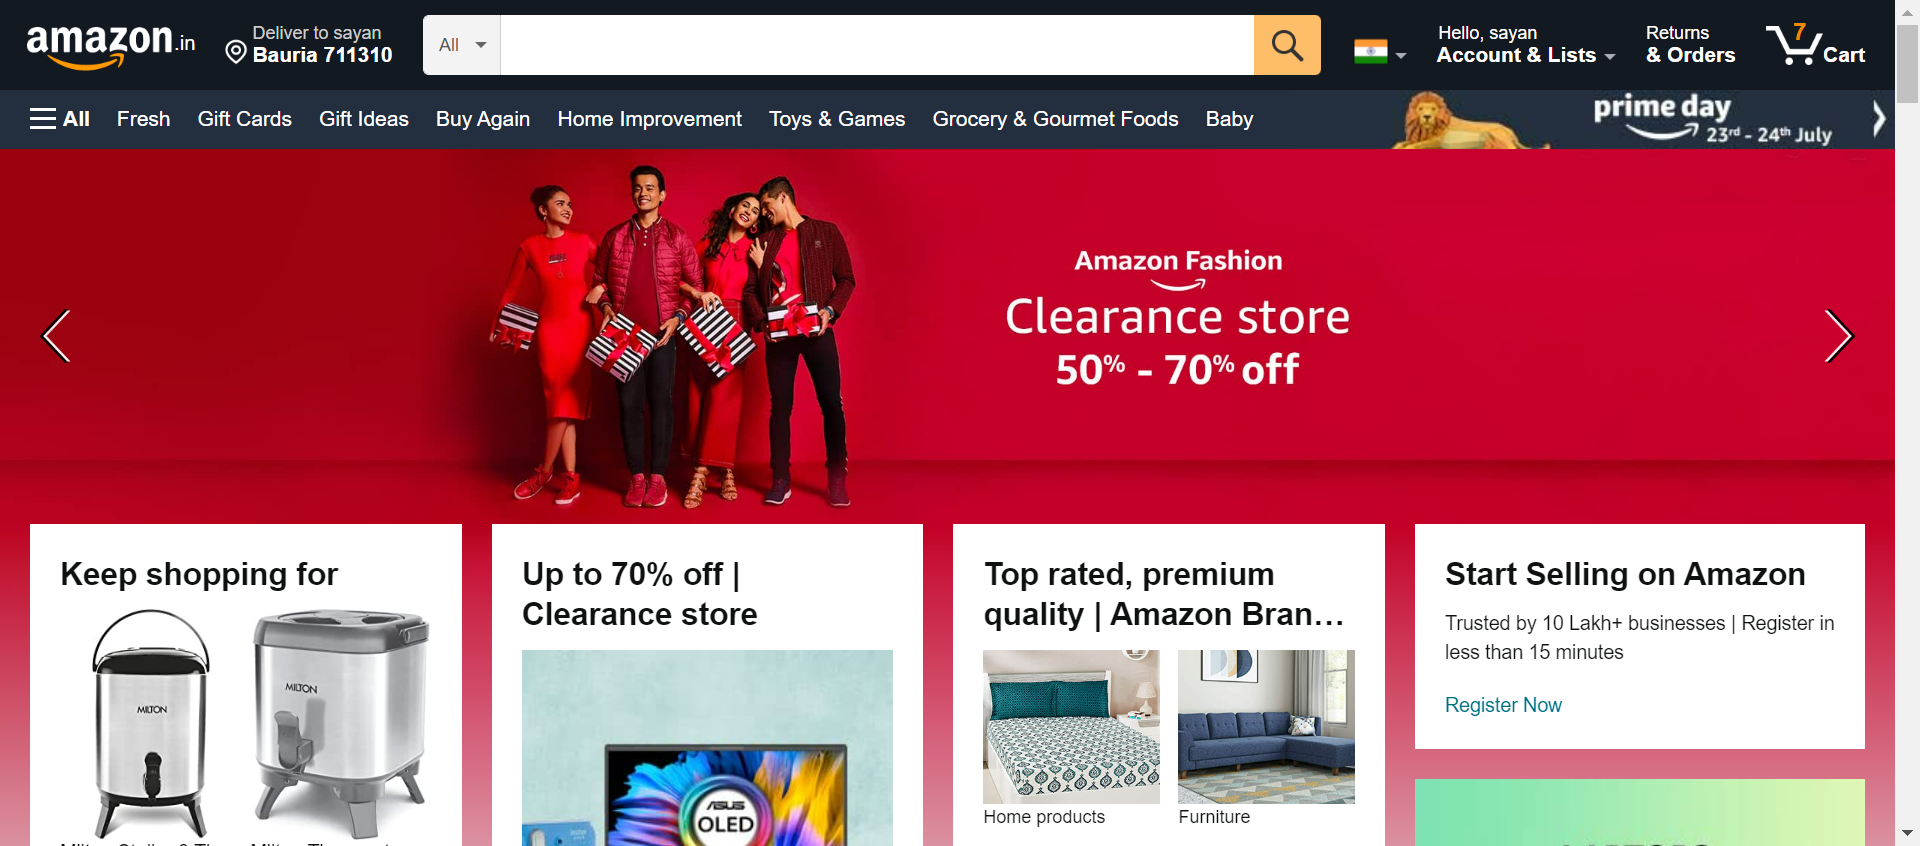 amazon.in
Deliver to sayan
Bauria 711310
All
Hello, sayan
Account & Lists
Returns
& Orders
7
Cart
All
Fresh
Gift Cards
Gift Ideas
Buy Again
Home Improvement
Toys & Games
Grocery & Gourmet Foods
Baby
prime day
23rd - 24th July
Amazon Fashion
Clearance store
50% - 70% off
Keep shopping for
MILTON
MILTON
Up to 70% off |
Clearance store
ASUS
OLED
Top rated, premium
quality | Amazon Bran…
Home products
Furniture
Start Selling on Amazon
Trusted by 10 Lakh+ businesses | Register in
less than 15 minutes
Register Now